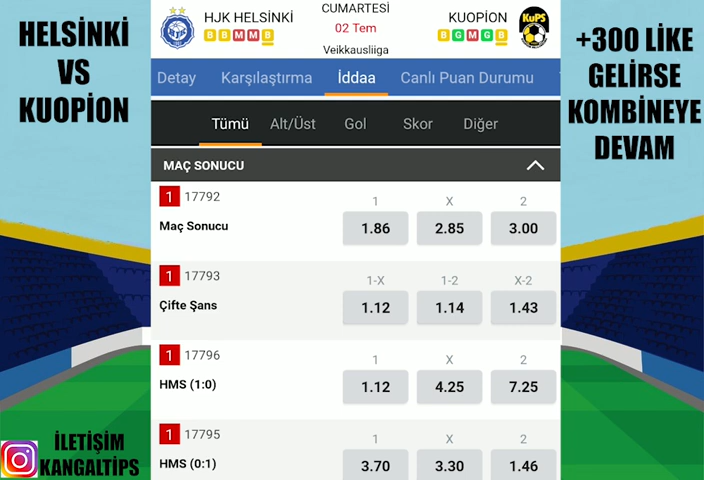 HELSİNKİ
VS
KUOPİON
HJK HELSİNKİ
B B M M B
CUMARTESİ
02 Tem
Veikkausliiga
KUOPİON
B G M G B
KuPS
+300 LİKE
GELİRSE
KOMBİNEYE
DEVAM
Detay Karşılaştırma İddaa Canlı Puan Durumu
Tümü Alt/Üst Gol Skor Diğer
MAÇ SONUCU
1 17792
1 X 2
Maç Sonucu 1.86 2.85 3.00
1 17793
1-X 1-2 X-2
Çifte Şans 1.12 1.14 1.43
1 17796
1 X 2
HMS (1:0) 1.12 4.25 7.25
1 17795
1 X 2
HMS (0:1) 3.70 3.30 1.46
İLETİŞİM
KANGALTİPS